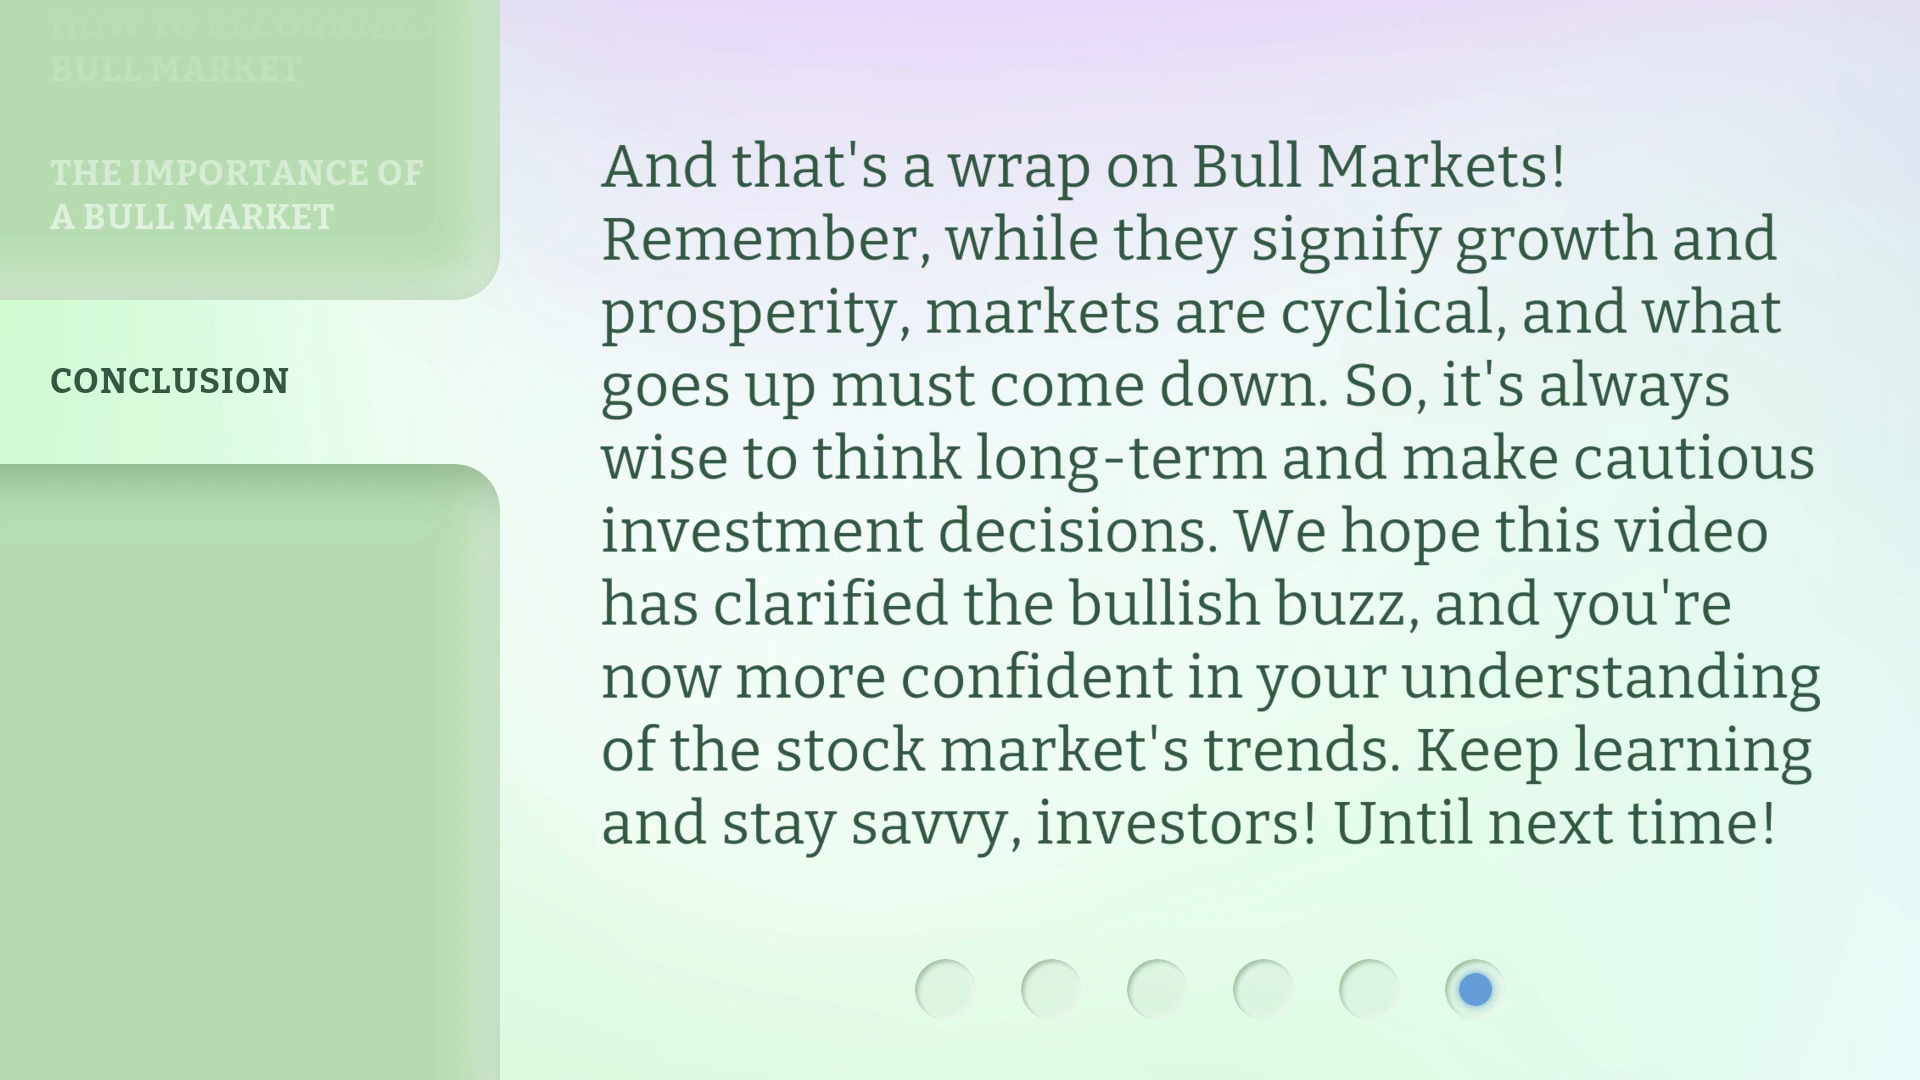 HOW TO RECOGNIZE A
BULL MARKET
THE IMPORTANCE OF
A BULL MARKET
CONCLUSION
And that's a wrap on Bull Markets!
Remember, while they signify growth and
prosperity, markets are cyclical, and what
goes up must come down. So, it's always
wise to think long-term and make cautious
investment decisions. We hope this video
has clarified the bullish buzz, and you're
now more confident in your understanding
of the stock market's trends. Keep learning
and stay savvy, investors! Until next time!